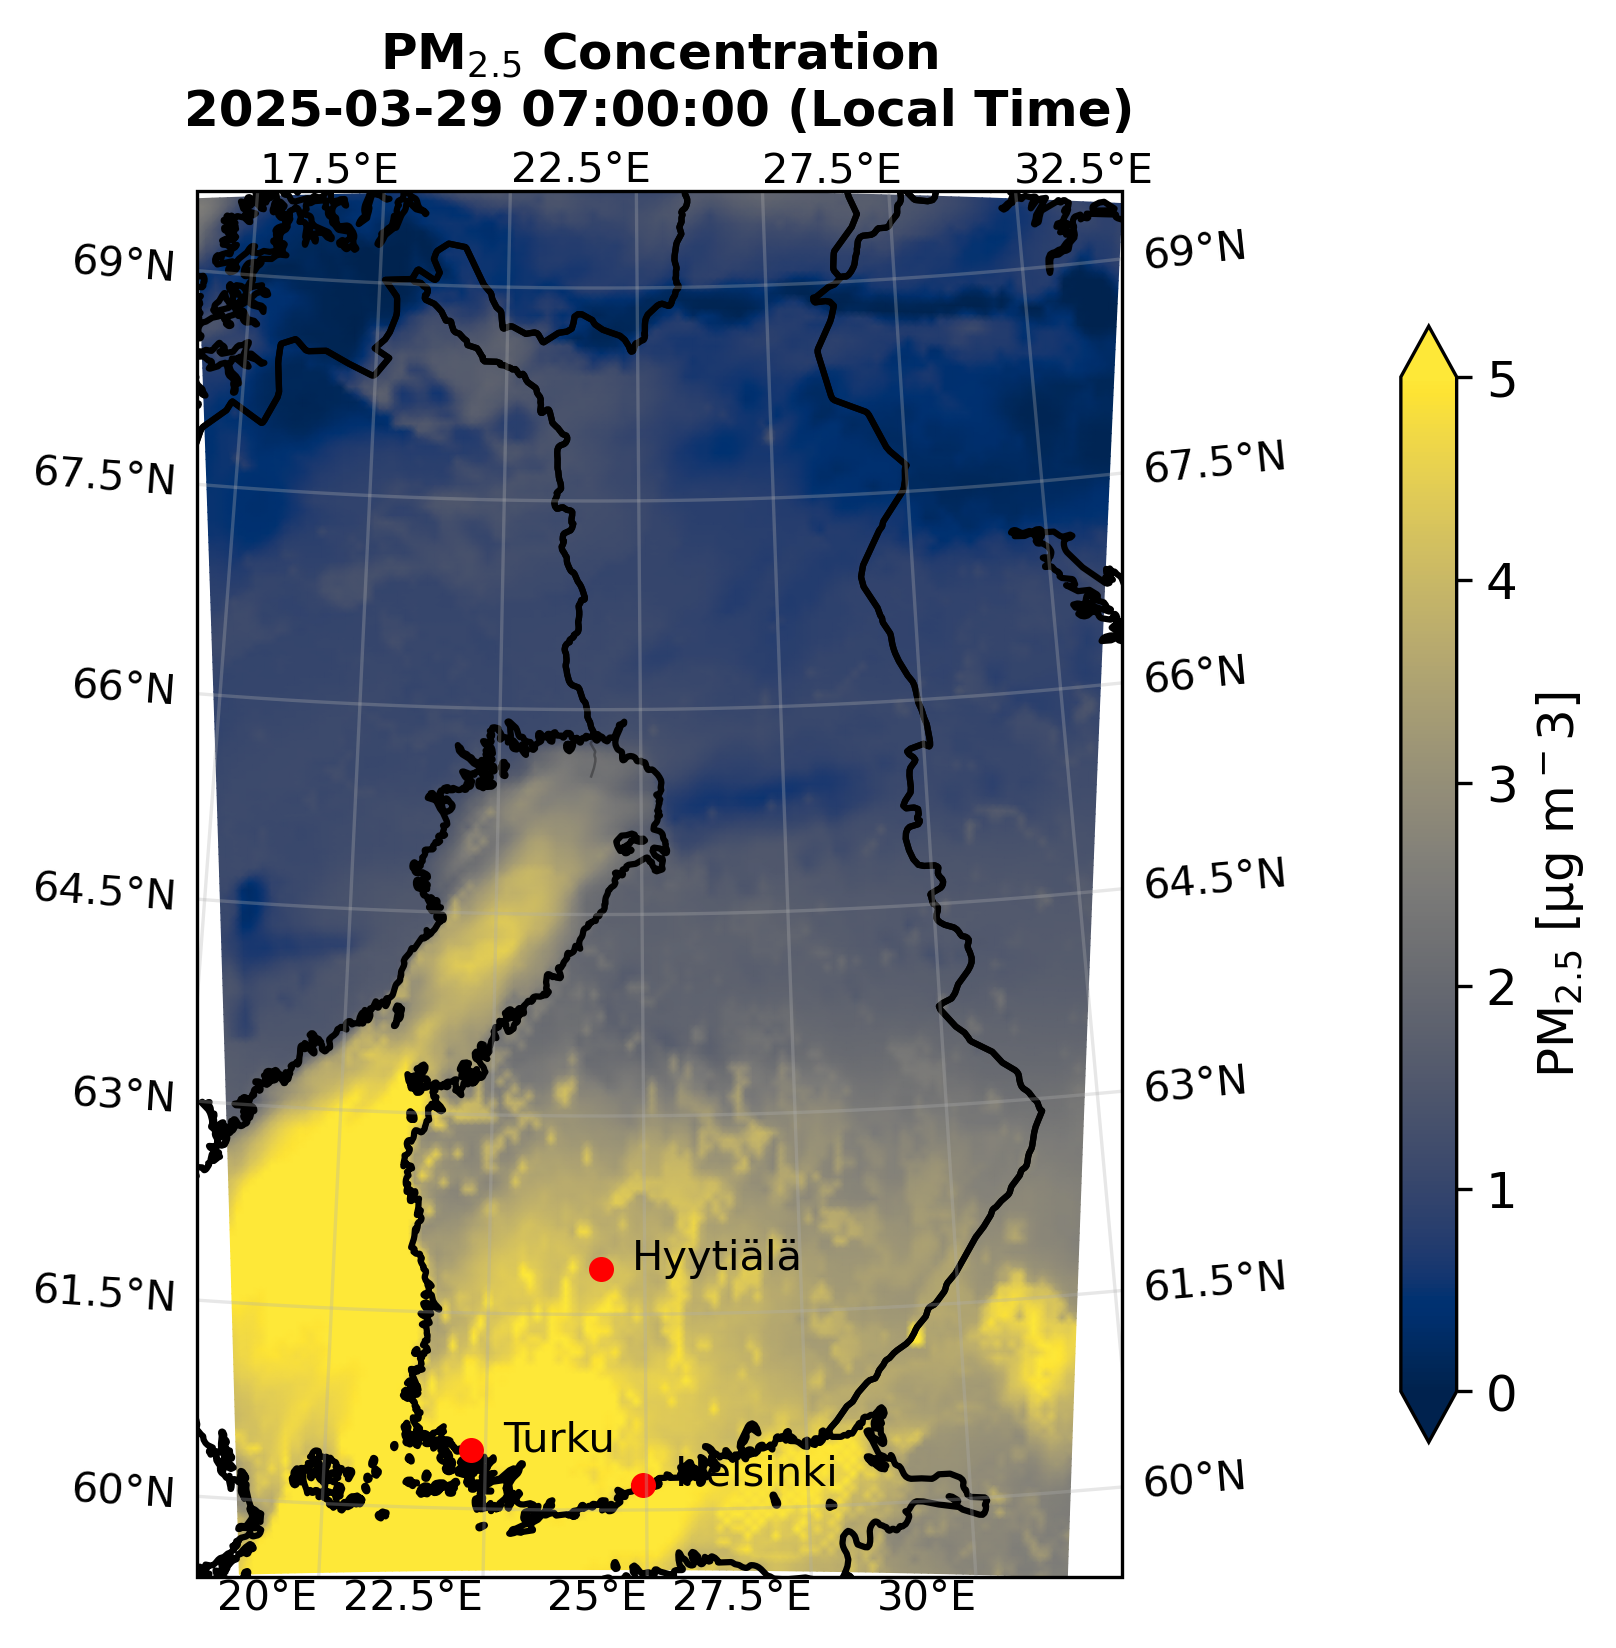 PM2.5 Concentration
2025-03-29 07:00:00 (Local Time)
17.5°E 22.5°E 27.5°E 32.5°E
69°N 69°N
67.5°N 67.5°N
66°N 66°N
64.5°N 64.5°N
63°N 63°N
61.5°N 61.5°N
60°N 60°N
Hyytiälä
Turku
Helsinki
20°E 22.5°E 25°E 27.5°E 30°E
5
4
3
2
1
0
PM2.5 [µg m⁻3]